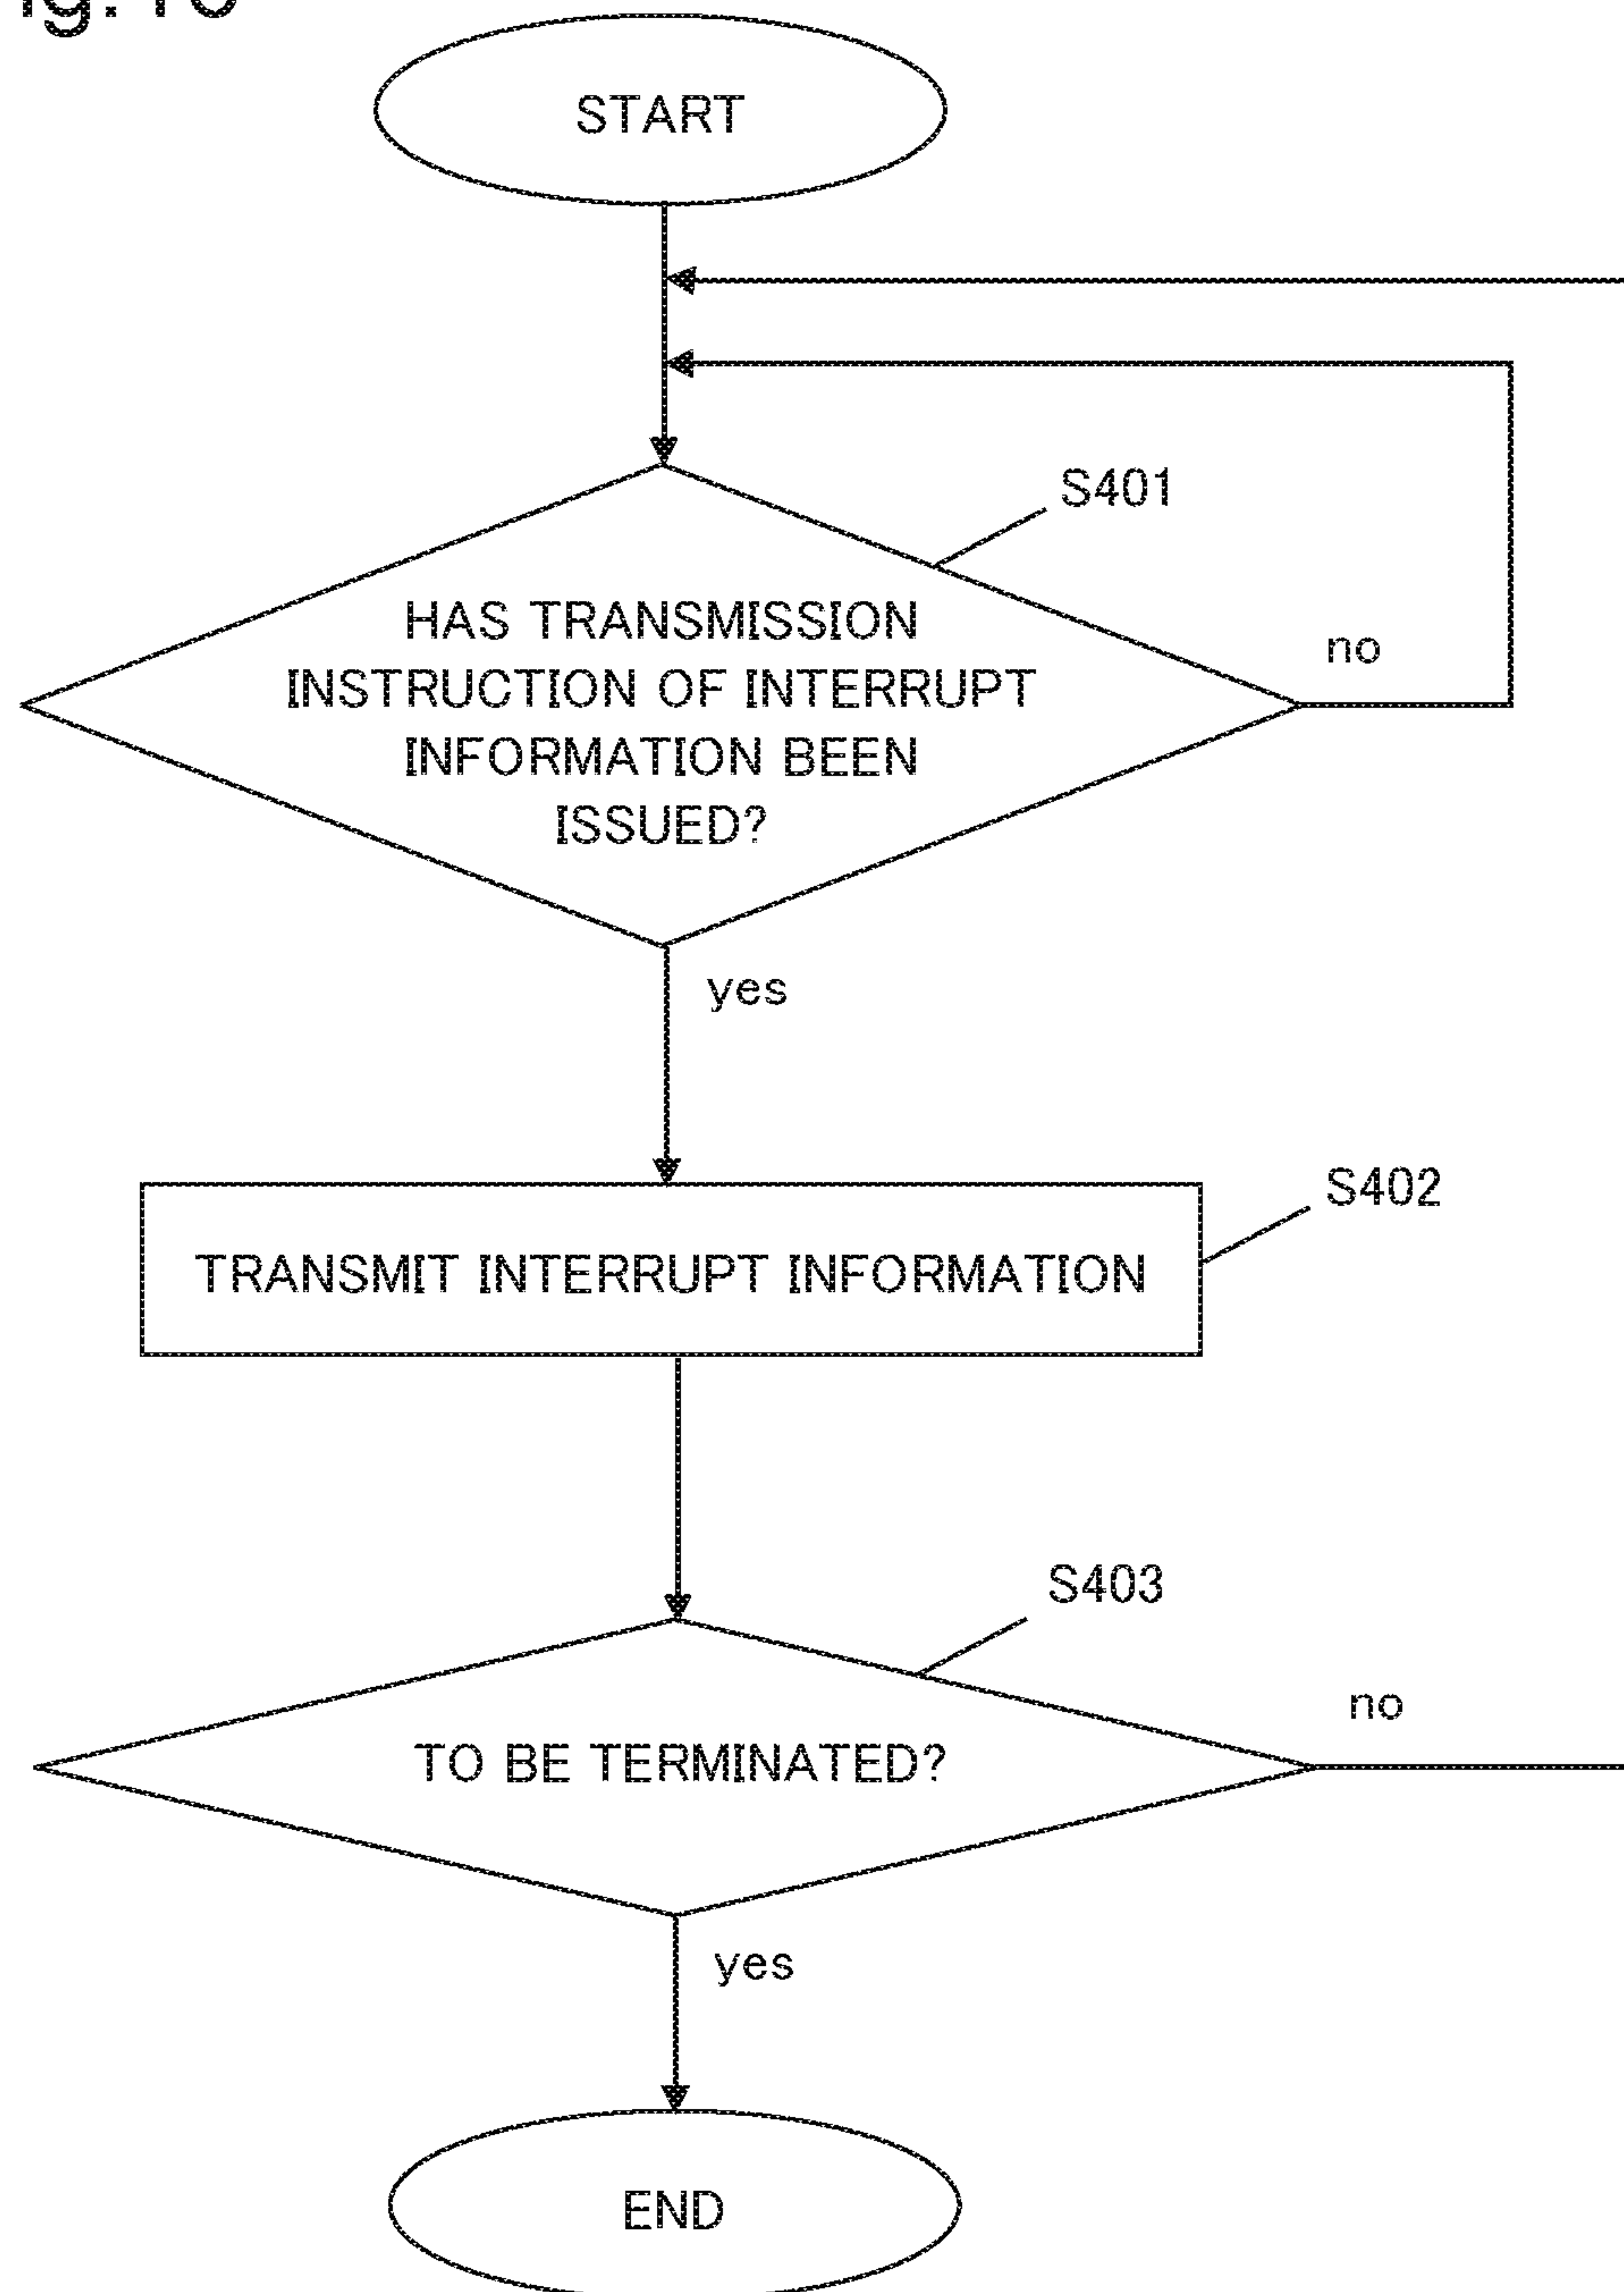 START
S401
HAS TRANSMISSION
INSTRUCTION OF INTERRUPT
INFORMATION BEEN
ISSUED?
no
yes
S402
TRANSMIT INTERRUPT INFORMATION
S403
no
TO BE TERMINATED?
yes
END